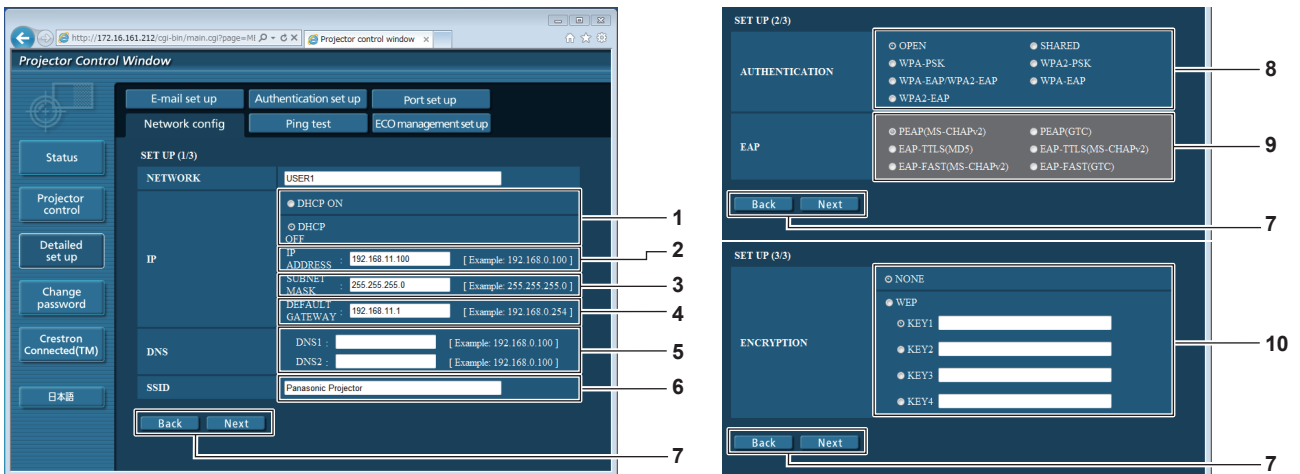 http://172.16.161.212/cgi-bin/main.cgi?page=MI
Projector control window
Projector Control Window
E-mail set up
Authentication set up
Port set up
Network config
Ping test
ECO management set up
Status
Projector control
Detailed set up
Change password
Crestron Connected(TM)
日本語
SET UP (1/3)
NETWORK
USER1
IP
DHCP ON
DHCP OFF
1
IP ADDRESS : 192.168.11.100 [ Example: 192.168.0.100 ]
2
SUBNET MASK : 255.255.255.0 [ Example: 255.255.255.0 ]
3
DEFAULT GATEWAY : 192.168.11.1 [ Example: 192.168.0.254 ]
4
DNS
DNS1 : [ Example: 192.168.0.100 ]
DNS2 : [ Example: 192.168.0.100 ]
5
SSID
Panasonic Projector
6
Back Next
7
SET UP (2/3)
AUTHENTICATION
OPEN SHARED
WPA-PSK WPA2-PSK
WPA-EAP/WPA2-EAP WPA-EAP
WPA2-EAP
8
EAP
PEAP(MS-CHAPv2) PEAP(GTC)
EAP-TTLS(MD5) EAP-TTLS(MS-CHAPv2)
EAP-FAST(MS-CHAPv2) EAP-FAST(GTC)
9
Back Next
7
SET UP (3/3)
ENCRYPTION
NONE
WEP
KEY1
KEY2
KEY3
KEY4
10
Back Next
7